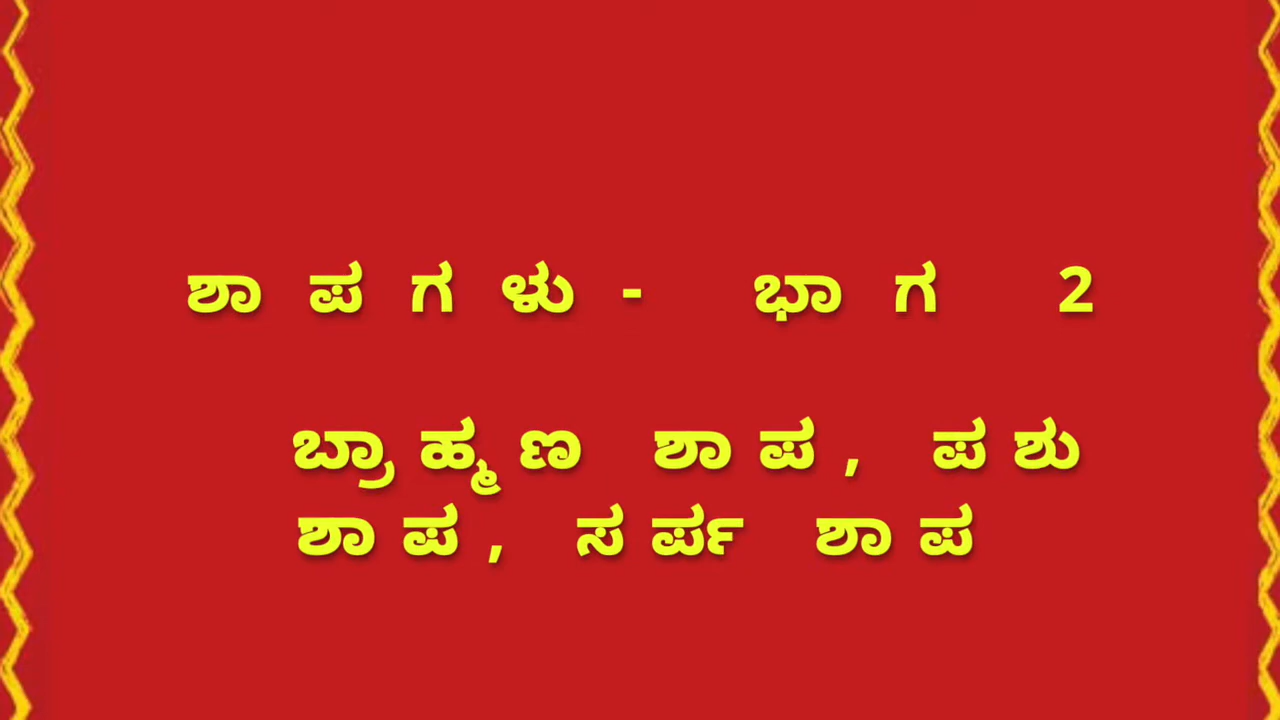 ಶಾಪಗಳು- ಭಾಗ 2
ಬ್ರಾಹ್ಮಣ ಶಾಪ, ಪಶು
ಶಾಪ, ಸರ್ಪ ಶಾಪ